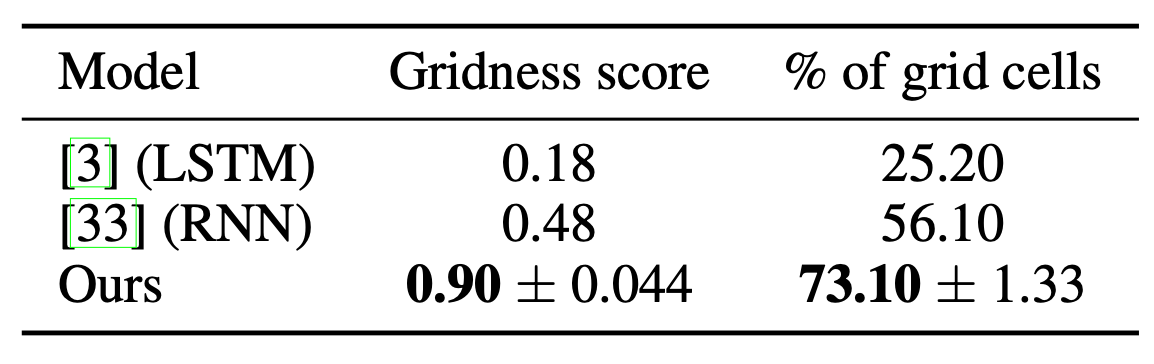 Model Gridness score % of grid cells
[3] (LSTM) 0.18 25.20
[33] (RNN) 0.48 56.10
Ours 0.90 ± 0.044 73.10 ± 1.33